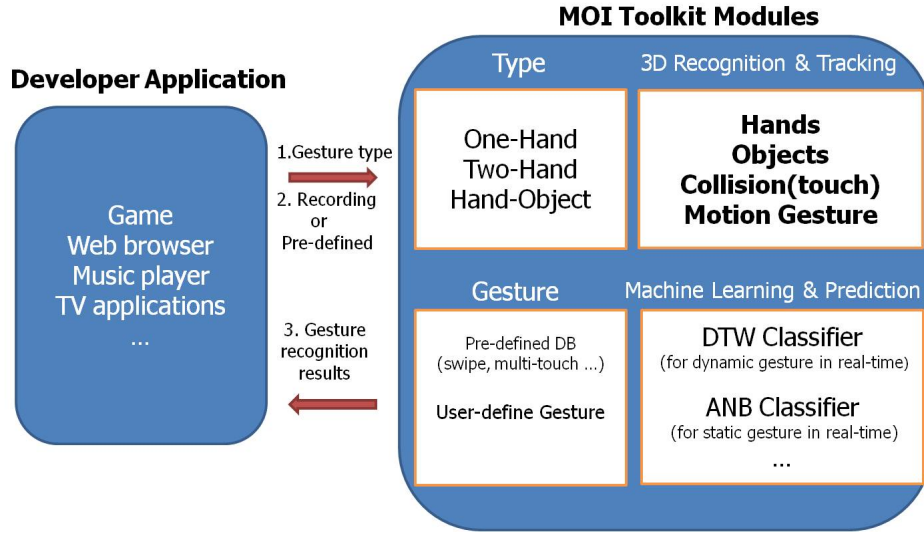 MOI Toolkit Modules
Developer Application
Game
Web browser
Music player
TV applications
...
1.Gesture type
2. Recording
or
Pre-defined
3. Gesture
recognition
results
Type
One-Hand
Two-Hand
Hand-Object
3D Recognition & Tracking
Hands
Objects
Collision(touch)
Motion Gesture
Gesture
Pre-defined DB
(swipe, multi-touch ...)
User-define Gesture
Machine Learning & Prediction
DTW Classifier
(for dynamic gesture in real-time)
ANB Classifier
(for static gesture in real-time)
...